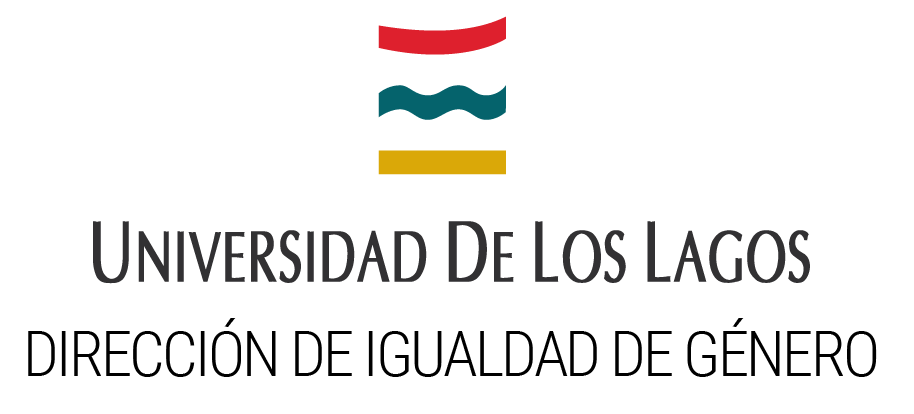 UNIVERSIDAD DE LOS LAGOS
DIRECCIÓN DE IGUALDAD DE GÉNERO